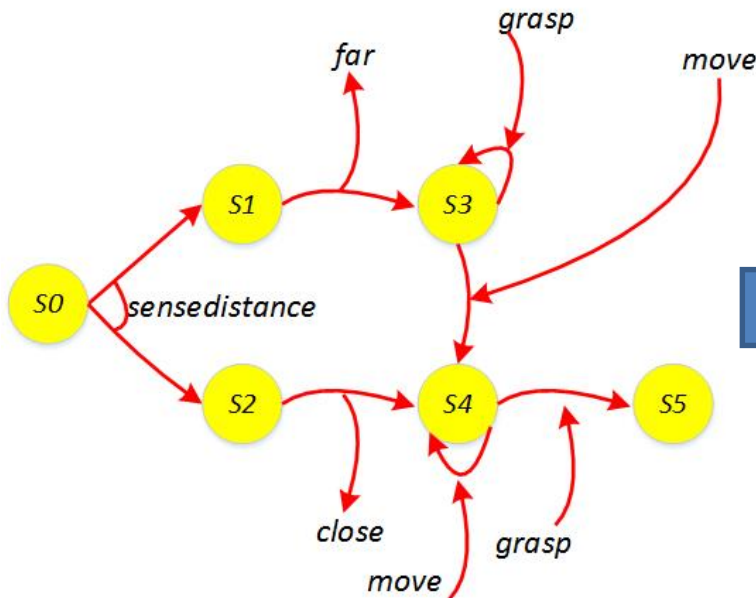 grasp
far
move
S1
S3
S0
sensedistance
S2
S4
S5
close
grasp
move